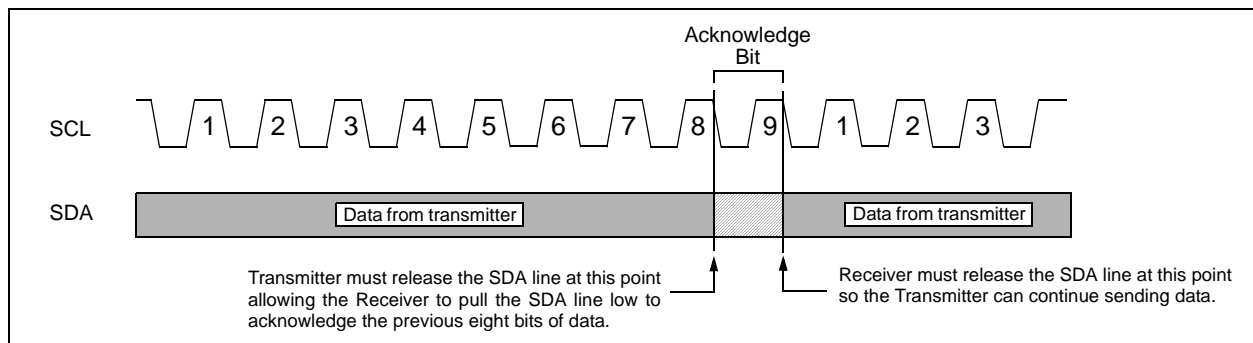 Acknowledge
Bit
SCL
1 2 3 4 5 6 7 8 9 1 2 3
SDA
Data from transmitter
Data from transmitter
Transmitter must release the SDA line at this point
allowing the Receiver to pull the SDA line low to
acknowledge the previous eight bits of data.
Receiver must release the SDA line at this point
so the Transmitter can continue sending data.